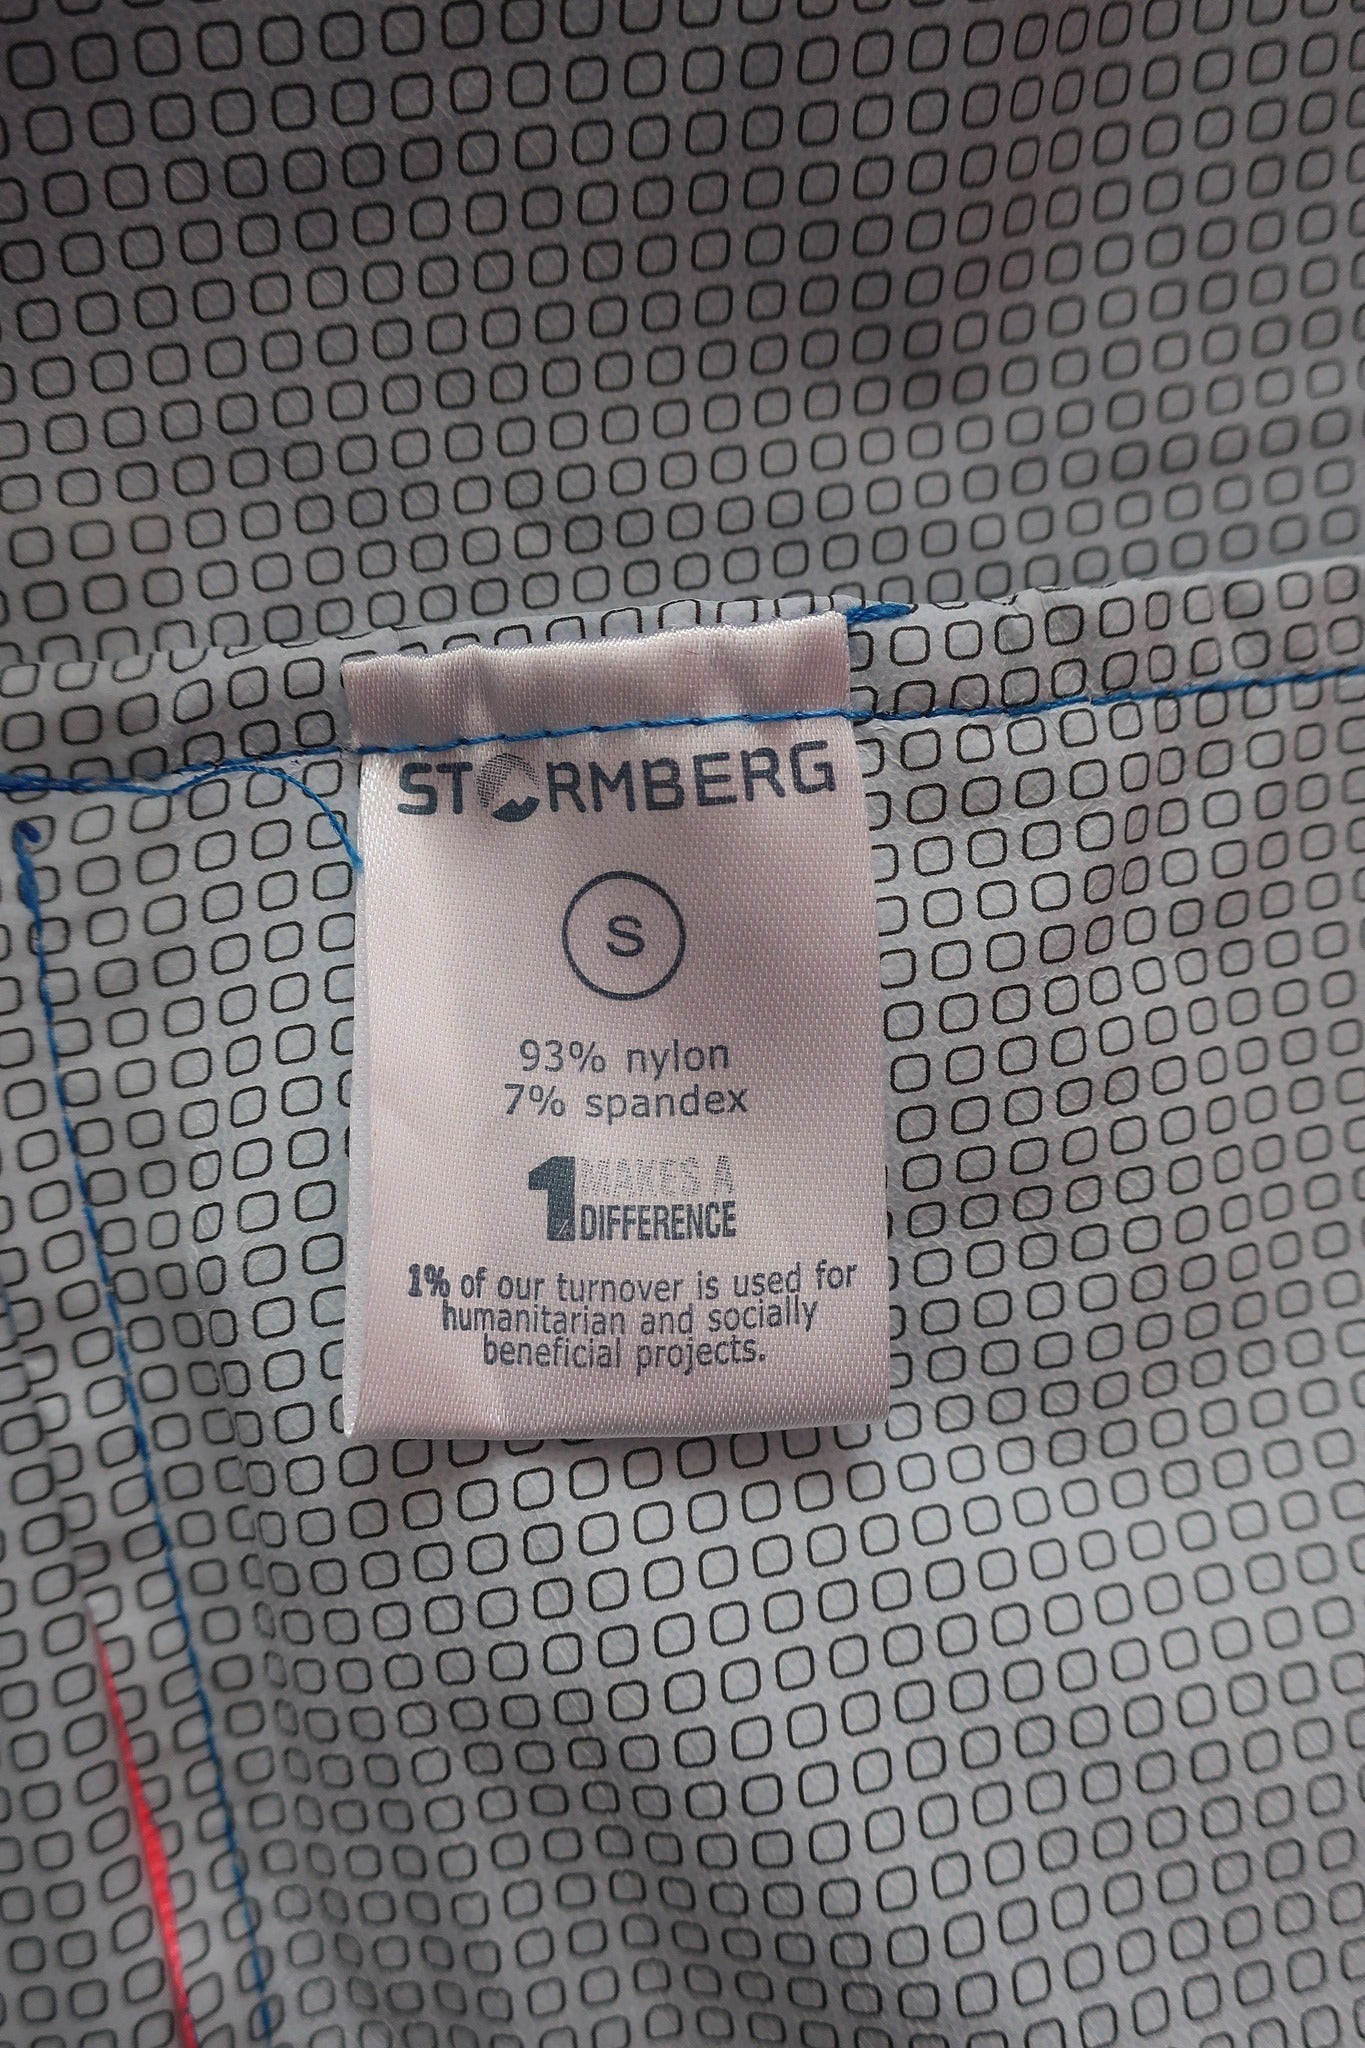 STORMBERG
S
93% nylon
7% spandex
1 MAKES A
DIFFERENCE
1% of our turnover is used for
humanitarian and socially
beneficial projects.